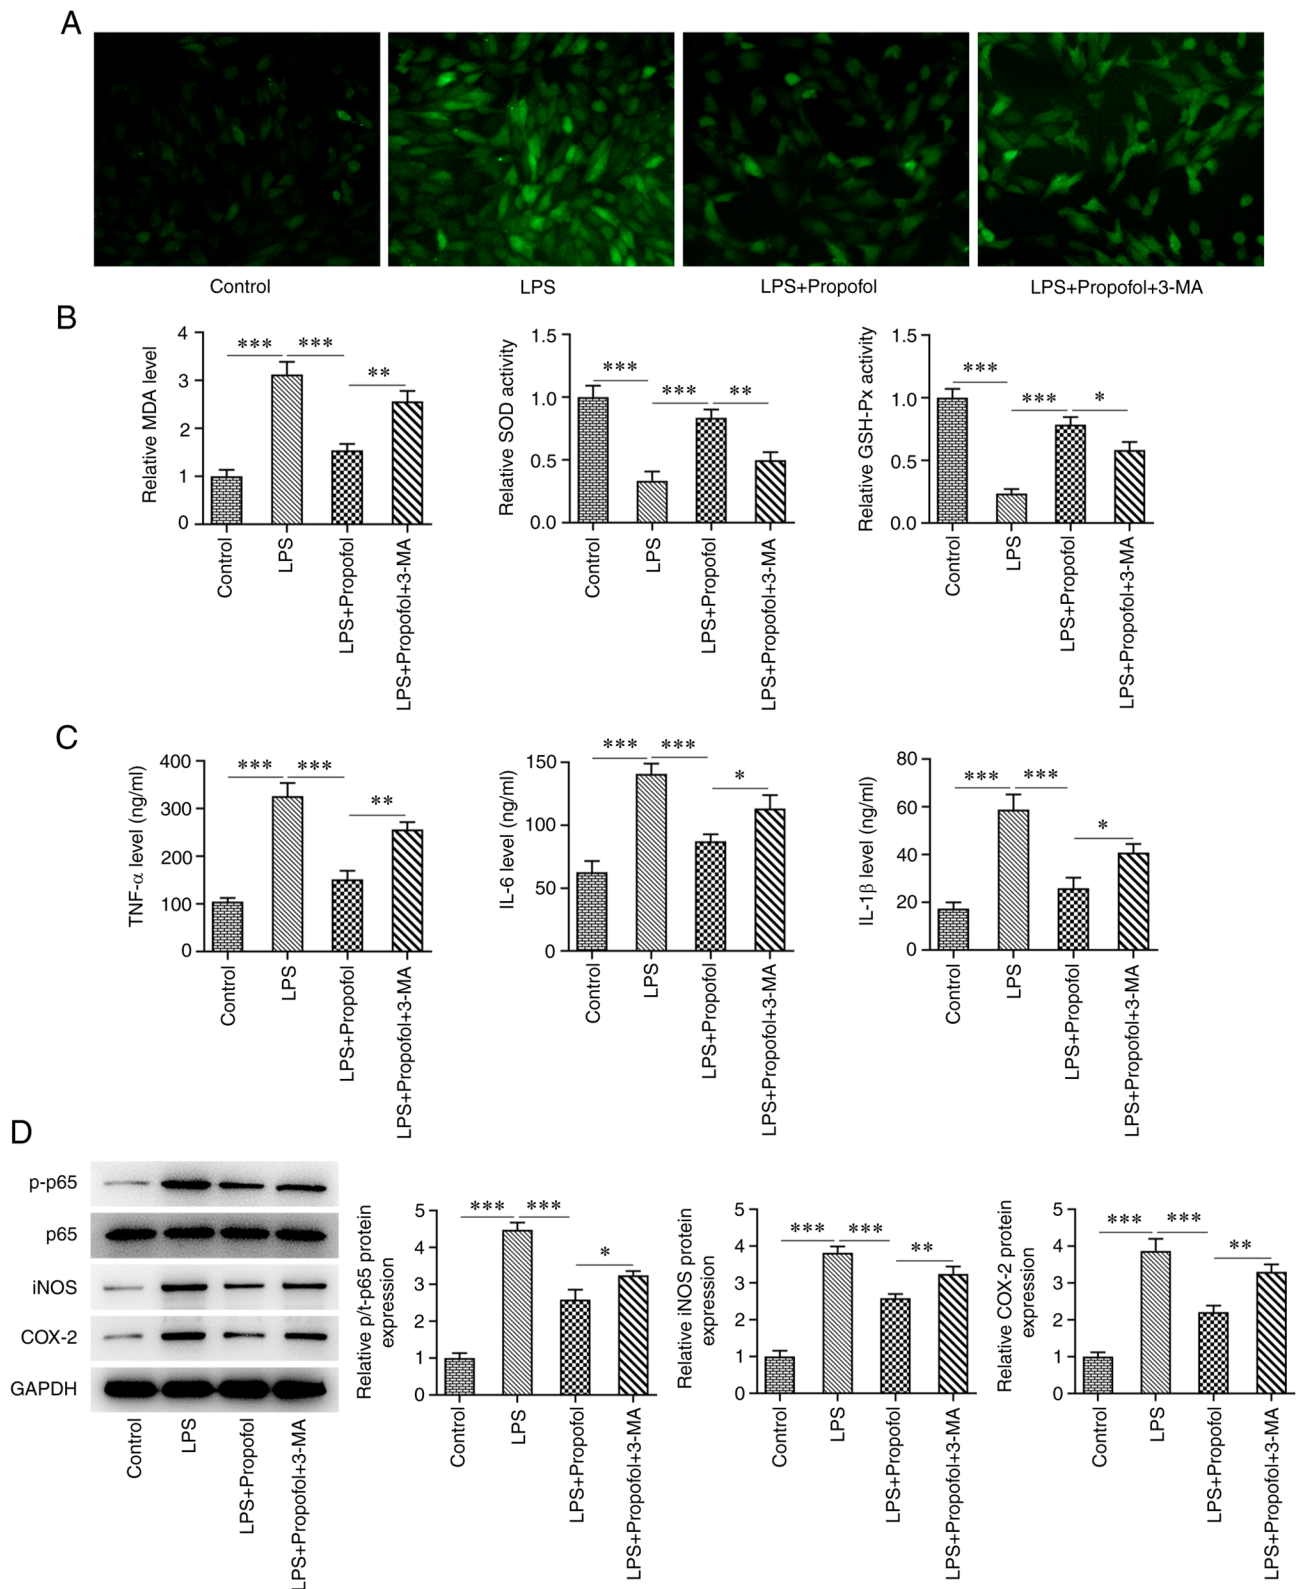 A
Control
LPS
LPS+Propofol
LPS+Propofol+3-MA
B
Relative MDA level
4
3
2
1
0
***
***
**
Control
LPS
LPS+Propofol
LPS+Propofol+3-MA
Relative SOD activity
1.5
1.0
0.5
0.0
***
***
**
Control
LPS
LPS+Propofol
LPS+Propofol+3-MA
Relative GSH-Px activity
1.5
1.0
0.5
0.0
***
***
*
Control
LPS
LPS+Propofol
LPS+Propofol+3-MA
C
TNF-α level (ng/ml)
400
300
200
100
0
***
***
**
Control
LPS
LPS+Propofol
LPS+Propofol+3-MA
IL-6 level (ng/ml)
150
100
50
0
***
***
*
Control
LPS
LPS+Propofol
LPS+Propofol+3-MA
IL-1β level (ng/ml)
80
60
40
20
0
***
***
*
Control
LPS
LPS+Propofol
LPS+Propofol+3-MA
D
p-p65
p65
iNOS
COX-2
GAPDH
Control
LPS
LPS+Propofol
LPS+Propofol+3-MA
Relative p/t-p65 protein
expression
5
4
3
2
1
0
***
***
*
Control
LPS
LPS+Propofol
LPS+Propofol+3-MA
Relative iNOS protein
expression
5
4
3
2
1
0
***
***
**
Control
LPS
LPS+Propofol
LPS+Propofol+3-MA
Relative COX-2 protein
expression
5
4
3
2
1
0
***
***
**
Control
LPS
LPS+Propofol
LPS+Propofol+3-MA